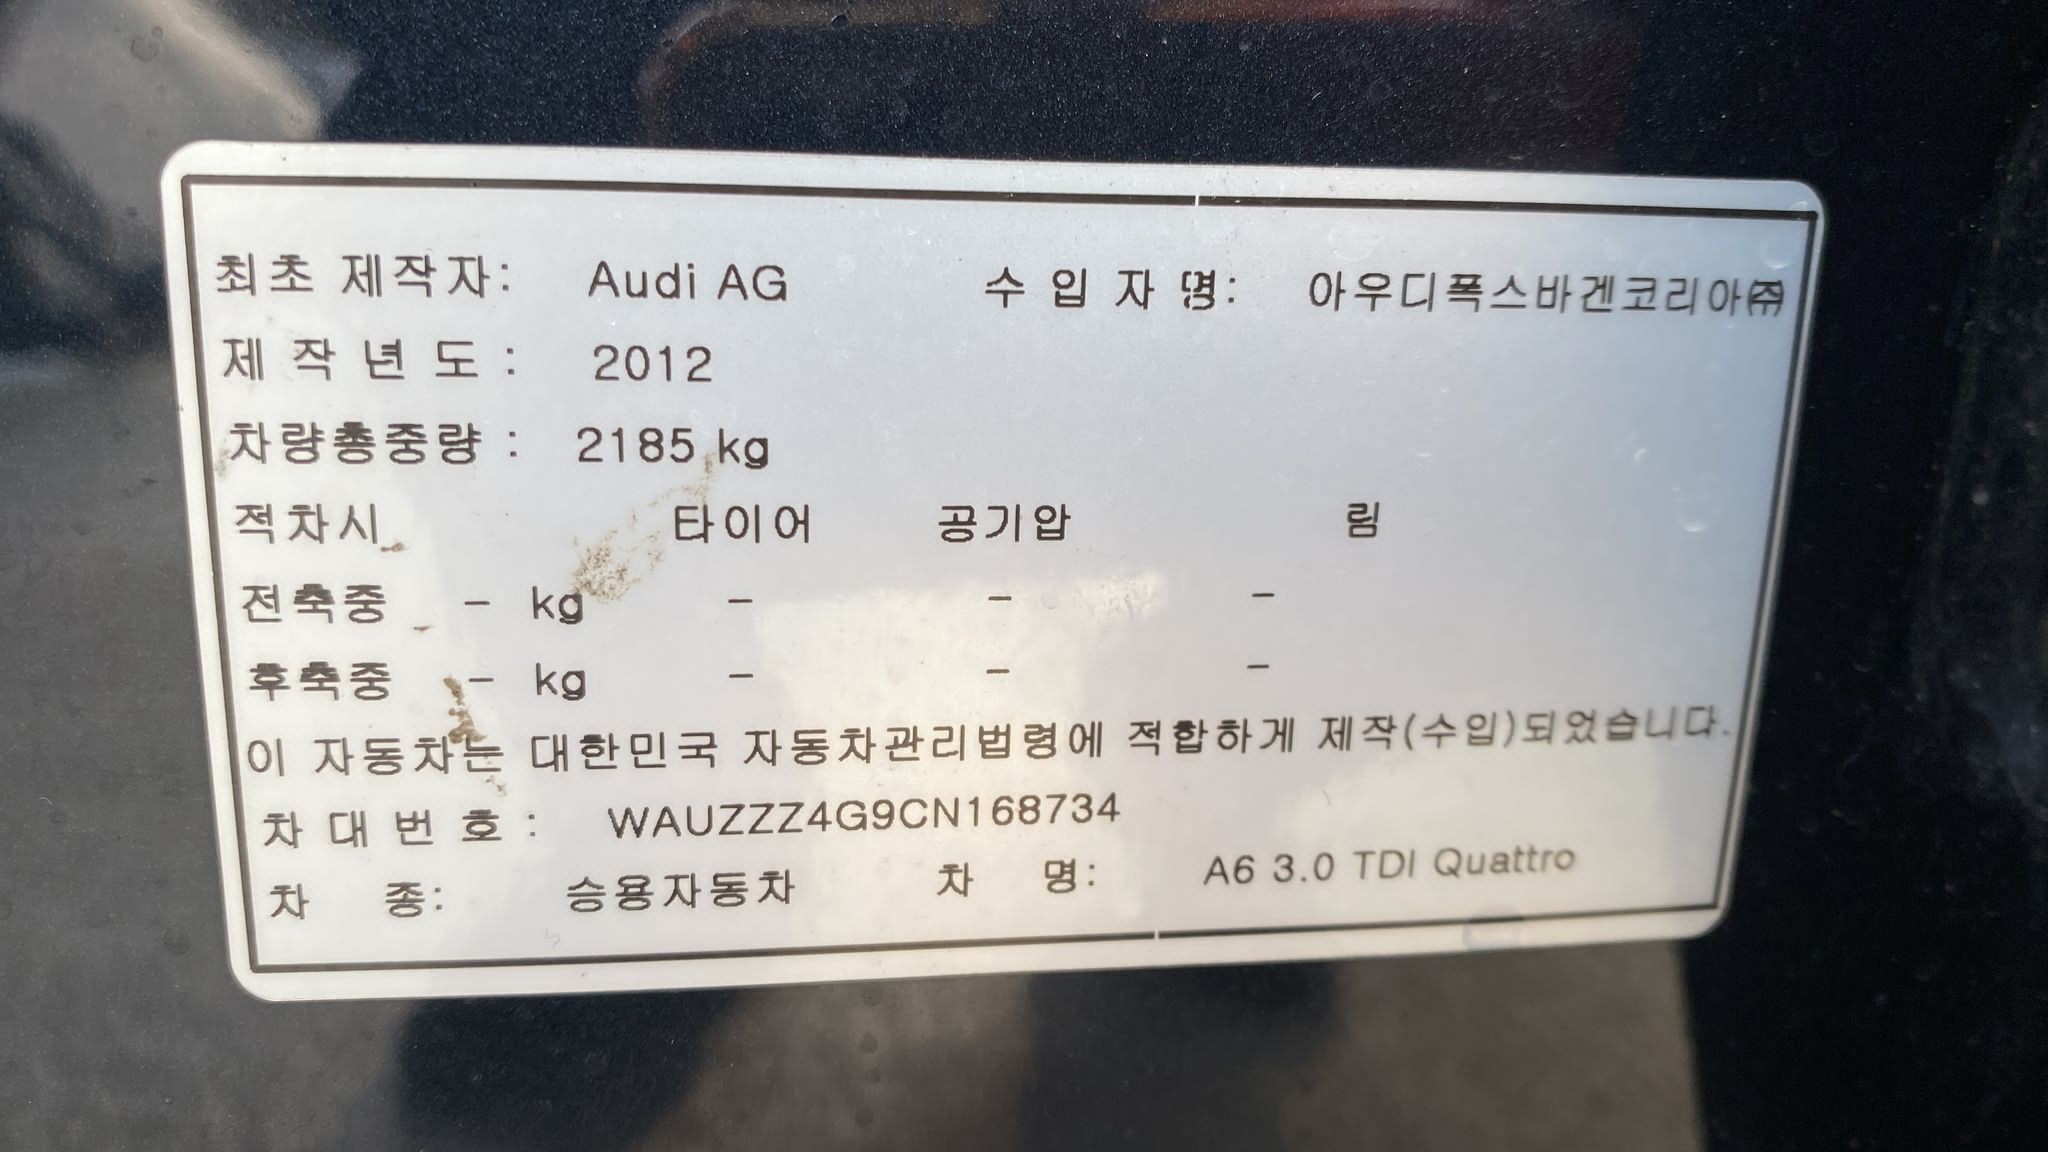 최초 제작자: Audi AG 수 입 자 명: 아우디폭스바겐코리아㈜
제 작 년 도 : 2012
차량총중량 : 2185 kg
적차시 타이어 공기압 림
전축중 - kg - - -
후축중 - kg - - -
이 자동차는 대한민국 자동차관리법령에 적합하게 제작(수입)되었습니다.
차 대 번 호 : WAUZZZ4G9CN168734
차 종: 승용자동차 차 명: A6 3.0 TDI Quattro